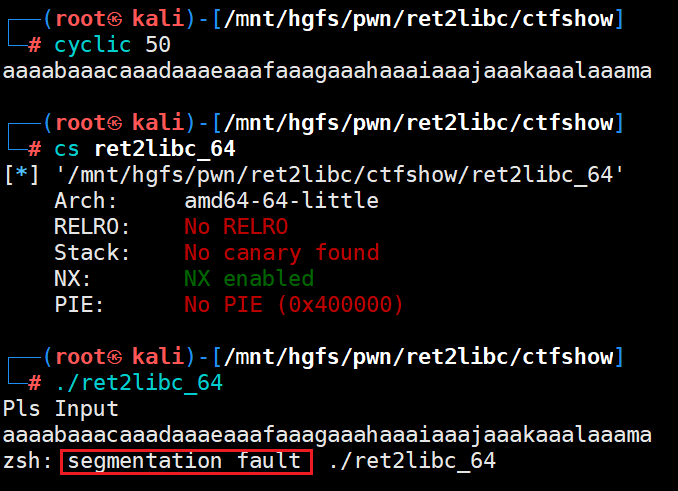 ┌──(root㉿ kali)-[/mnt/hgfs/pwn/ret2libc/ctfshow]
└─# cyclic 50
aaaabaaacaaadaaaeaaafaaagaaahaaaiaaajaaakaaalaaama
┌──(root㉿ kali)-[/mnt/hgfs/pwn/ret2libc/ctfshow]
└─# cs ret2libc_64
[*] '/mnt/hgfs/pwn/ret2libc/ctfshow/ret2libc_64'
    Arch:     amd64-64-little
    RELRO:    No RELRO
    Stack:    No canary found
    NX:       NX enabled
    PIE:      No PIE (0x400000)
┌──(root㉿ kali)-[/mnt/hgfs/pwn/ret2libc/ctfshow]
└─# ./ret2libc_64
Pls Input
aaaabaaacaaadaaaeaaafaaagaaahaaaiaaajaaakaaalaaama
zsh: segmentation fault  ./ret2libc_64